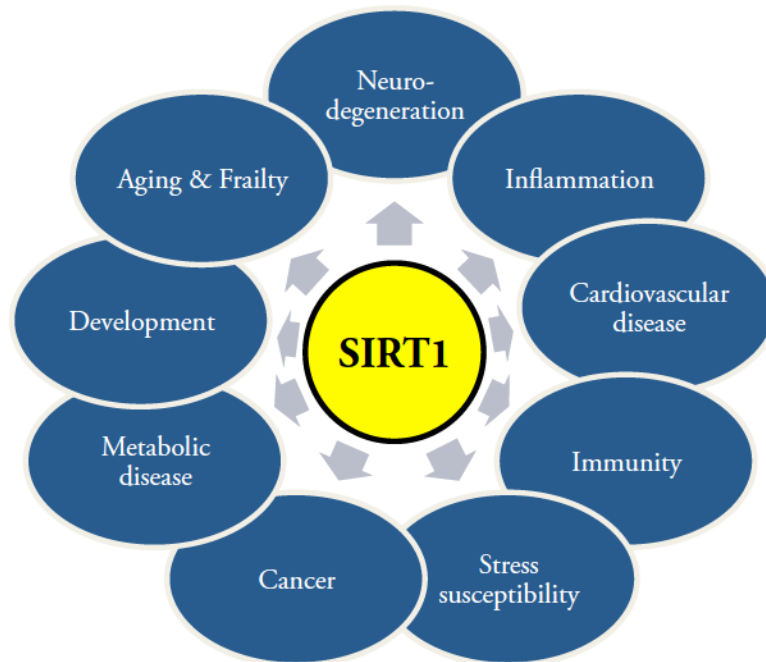 Neuro-
degeneration
Inflammation
Cardiovascular
disease
Immunity
Stress
susceptibility
Cancer
Metabolic
disease
Development
Aging & Frailty
SIRT1